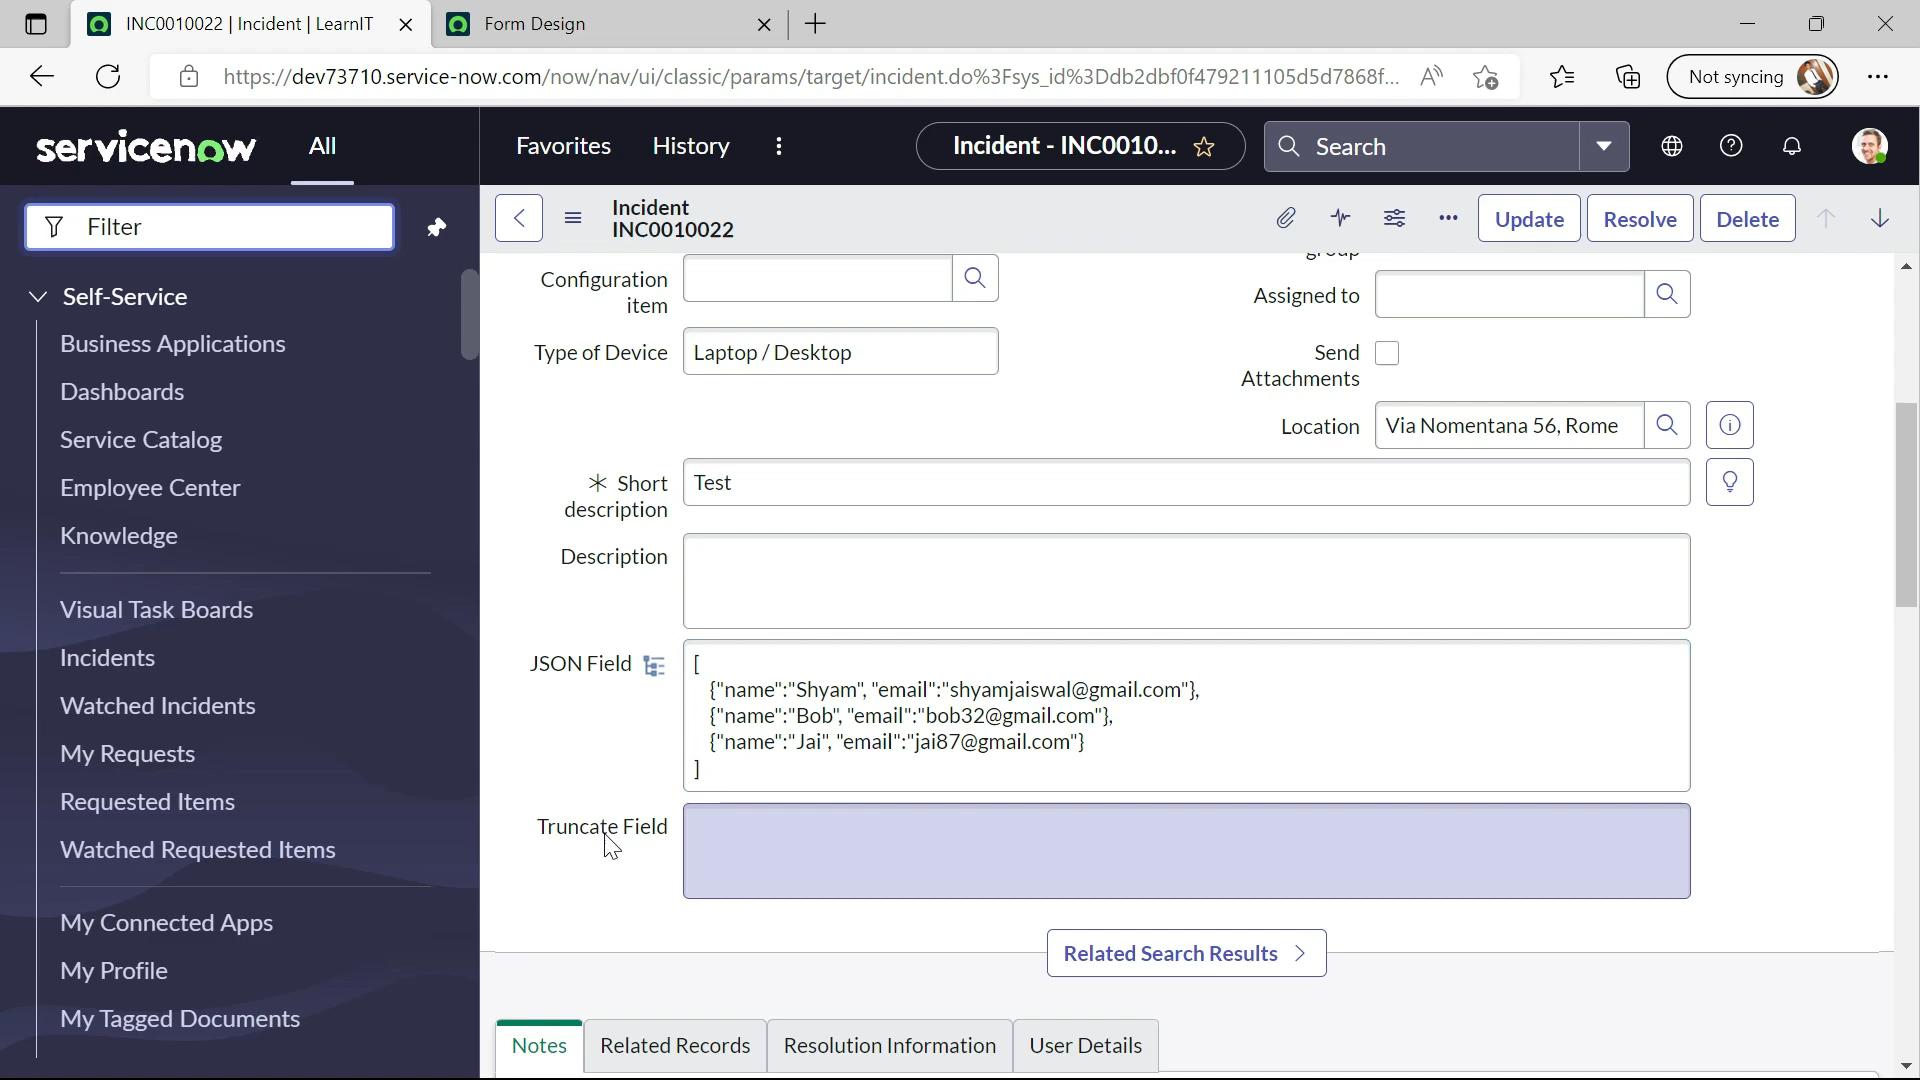 INC0010022 | Incident | LearnIT
Form Design
https://dev73710.service-now.com/now/nav/ui/classic/params/target/incident.do%3Fsys_id%3Ddb2dbf0f479211105d5d7868f...
Not syncing
servicenow
All
Favorites
History
Incident - INC0010...
Search
Filter
Self-Service
Business Applications
Dashboards
Service Catalog
Employee Center
Knowledge
Visual Task Boards
Incidents
Watched Incidents
My Requests
Requested Items
Watched Requested Items
My Connected Apps
My Profile
My Tagged Documents
Incident
INC0010022
Update
Resolve
Delete
Configuration
item
group
Assigned to
Type of Device
Laptop / Desktop
Send
Attachments
Location
Via Nomentana 56, Rome
Short
description
Test
Description
JSON Field
[
{"name":"Shyam", "email":"shyamjaiswal@gmail.com"},
{"name":"Bob", "email":"bob32@gmail.com"},
{"name":"Jai", "email":"jai87@gmail.com"}
]
Truncate Field
Related Search Results
Notes
Related Records
Resolution Information
User Details